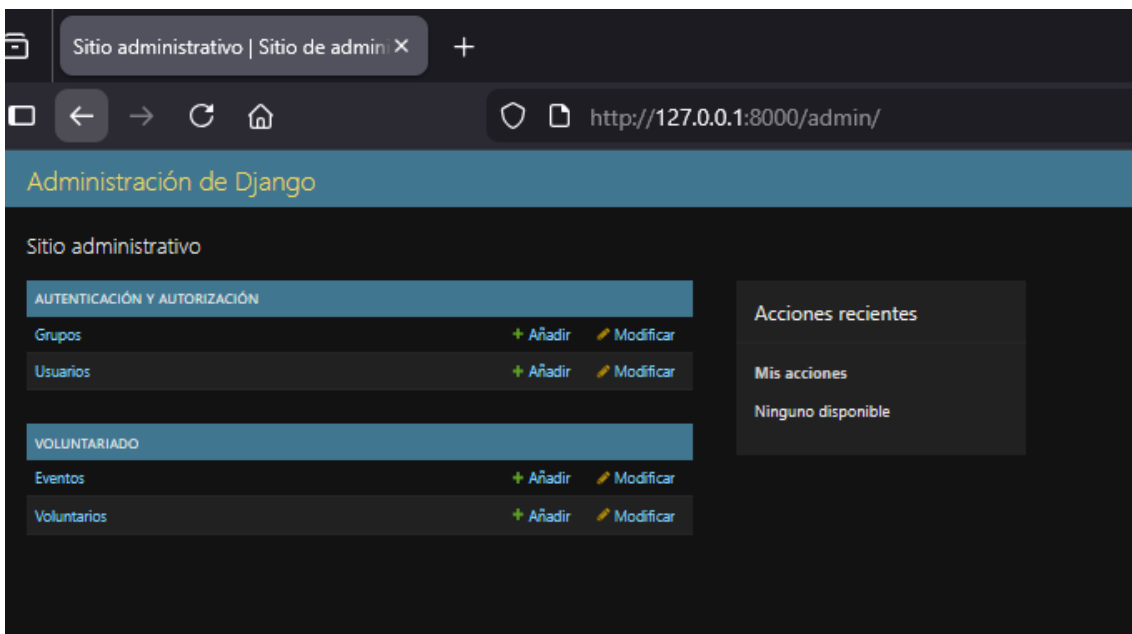 Sitio administrativo | Sitio de admini
http://127.0.0.1:8000/admin/
Administración de Django
Sitio administrativo
AUTENTICACIÓN Y AUTORIZACIÓN
Grupos + Añadir Modificar
Usuarios + Añadir Modificar
VOLUNTARIADO
Eventos + Añadir Modificar
Voluntarios + Añadir Modificar
Acciones recientes
Mis acciones
Ninguno disponible